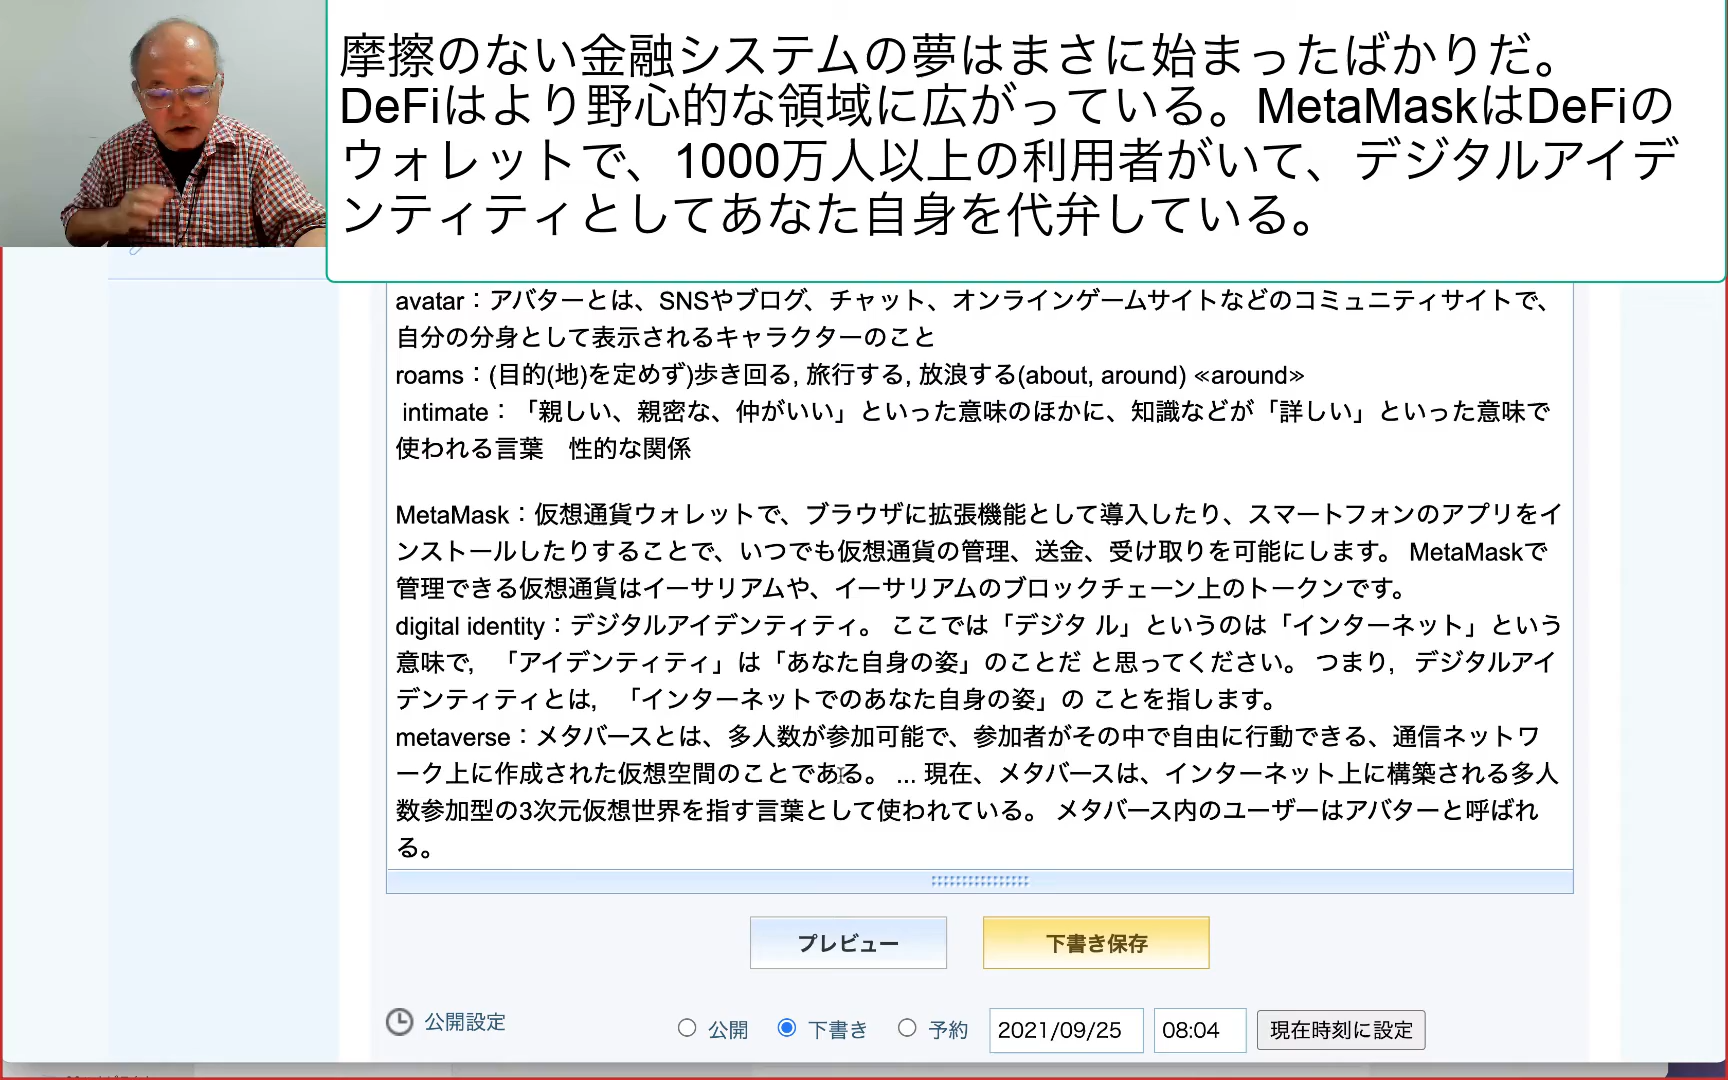 摩擦のない金融システムの夢はまさに始まったばかりだ。
DeFiはより野心的な領域に広がっている。MetaMaskはDeFiの
ウォレットで、1000万人以上の利用者がいて、デジタルアイデ
ンティティとしてあなた自身を代弁している。
avatar：アバターとは、SNSやブログ、チャット、オンラインゲームサイトなどのコミュニティサイトで、
自分の分身として表示されるキャラクターのこと
roams：(目的(地)を定めず)歩き回る, 旅行する, 放浪する(about, around) ≪around≫
intimate：「親しい、親密な、仲がいい」といった意味のほかに、知識などが「詳しい」といった意味で
使われる言葉　性的な関係
MetaMask：仮想通貨ウォレットで、ブラウザに拡張機能として導入したり、スマートフォンのアプリをイ
ンストールしたりすることで、いつでも仮想通貨の管理、送金、受け取りを可能にします。 MetaMaskで
管理できる仮想通貨はイーサリアムや、イーサリアムのブロックチェーン上のトークンです。
digital identity：デジタルアイデンティティ。 ここでは「デジタ ル」というのは「インターネット」という
意味で,　「アイデンティティ」は「あなた自身の姿」のことだ と思ってください。 つまり,　デジタルアイ
デンティティとは,　「インターネットでのあなた自身の姿」の ことを指します。
metaverse：メタバースとは、多人数が参加可能で、参加者がその中で自由に行動できる、通信ネットワ
ーク上に作成された仮想空間のことである。 ... 現在、メタバースは、インターネット上に構築される多人
数参加型の3次元仮想世界を指す言葉として使われている。 メタバース内のユーザーはアバターと呼ばれ
る。
プレビュー 下書き保存
公開設定 公開 下書き 予約 2021/09/25 08:04 現在時刻に設定